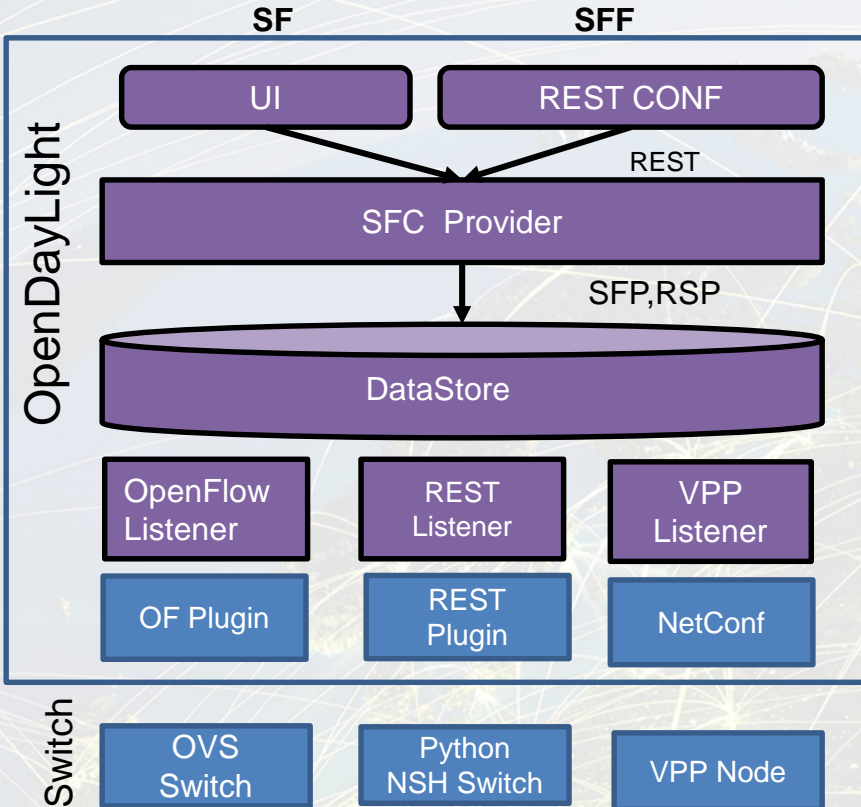 SF
SFF
OpenDayLight
UI
REST CONF
REST
SFC Provider
SFP,RSP
DataStore
OpenFlow
Listener
REST
Listener
VPP
Listener
OF Plugin
REST
Plugin
NetConf
Switch
OVS
Switch
Python
NSH Switch
VPP Node